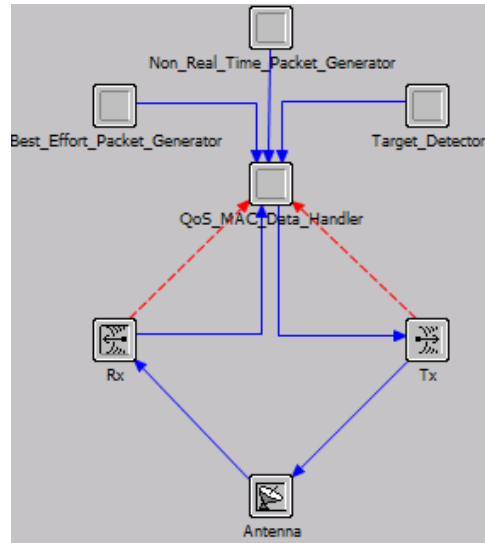 Non_Real_Time_Packet_Generator
Best_Effort_Packet_Generator
Target_Detector
QoS_MAC_Data_Handler
Rx
Tx
Antenna